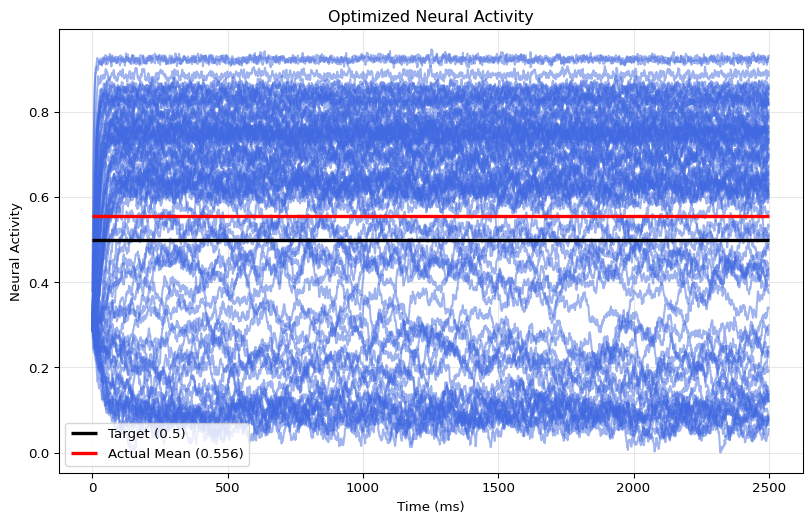 Optimized Neural Activity
Neural Activity
0.8
0.6
0.4
0.2
0.0
Target (0.5)
Actual Mean (0.556)
0
500
1000
1500
2000
2500
Time (ms)